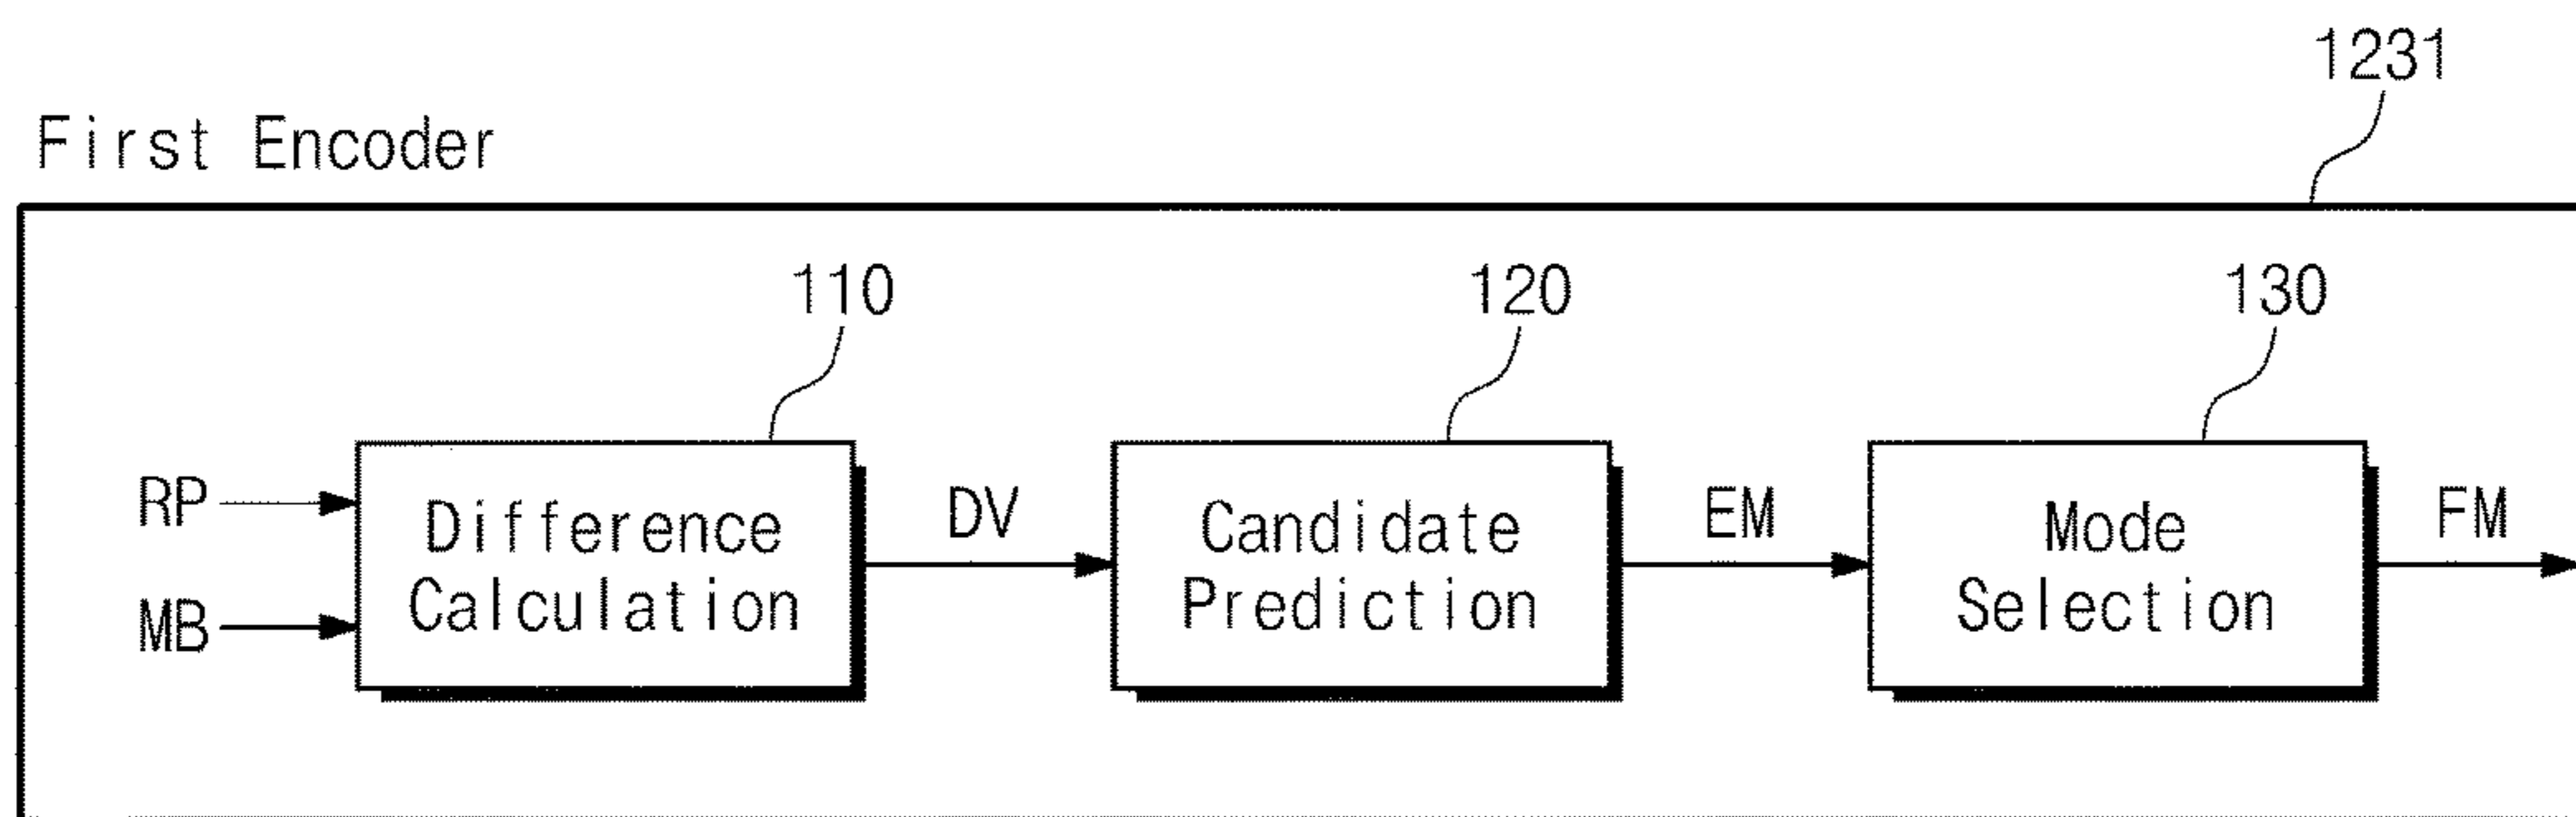 1231
First Encoder
110
120
130
RP
MB
Difference
Calculation
DV
Candidate
Prediction
EM
Mode
Selection
FM